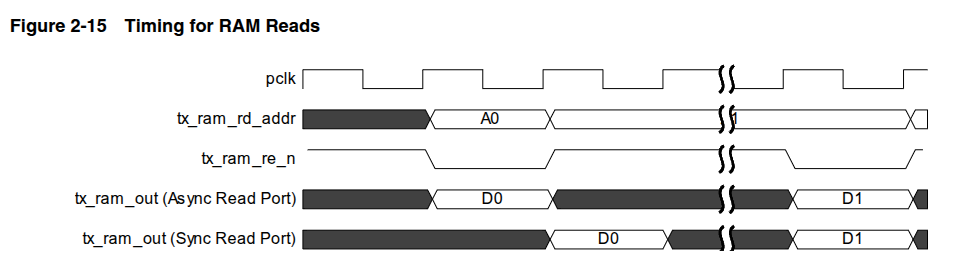 Figure 2-15 Timing for RAM Reads
pclk
tx_ram_rd_addr A0
tx_ram_re_n
tx_ram_out (Async Read Port) D0 D1
tx_ram_out (Sync Read Port) D0 D1